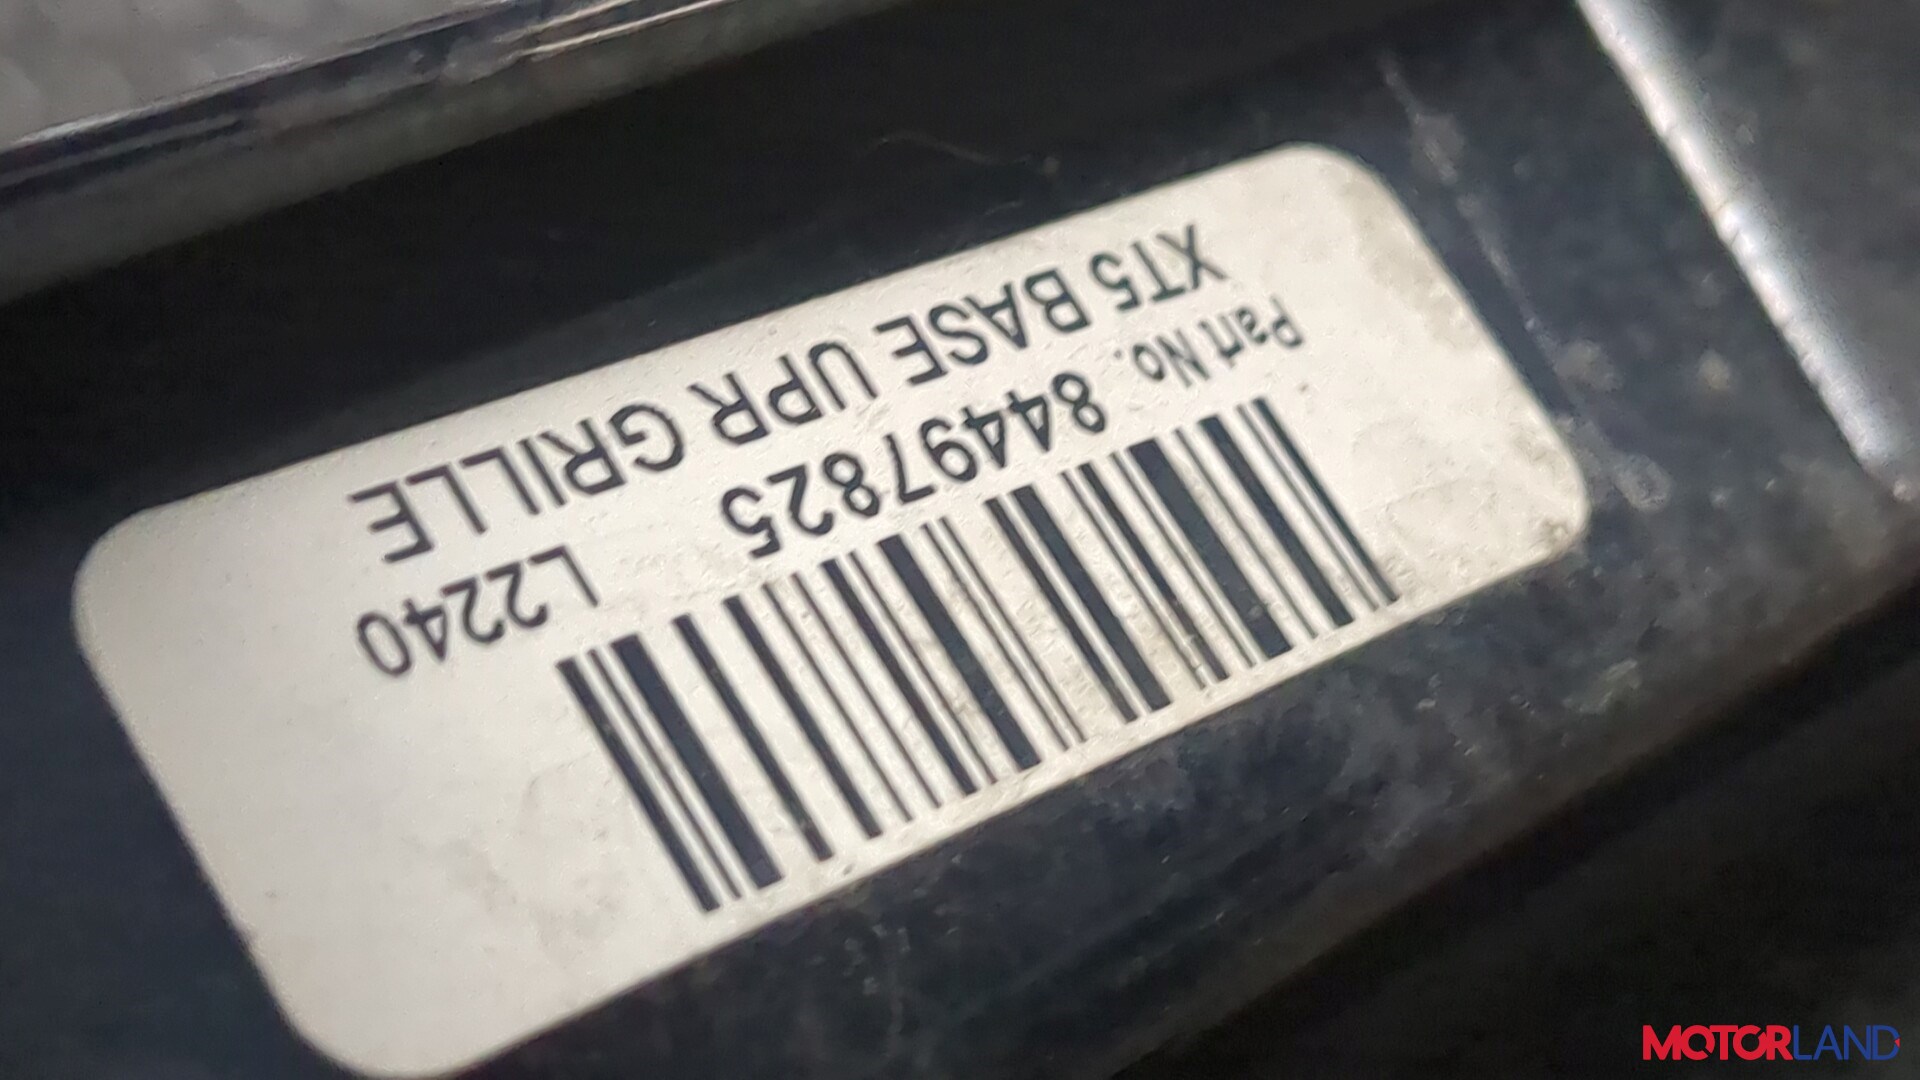 XT5 BASE UPR GRILLE
Part No. 84497825 L2240
MOTORLAND